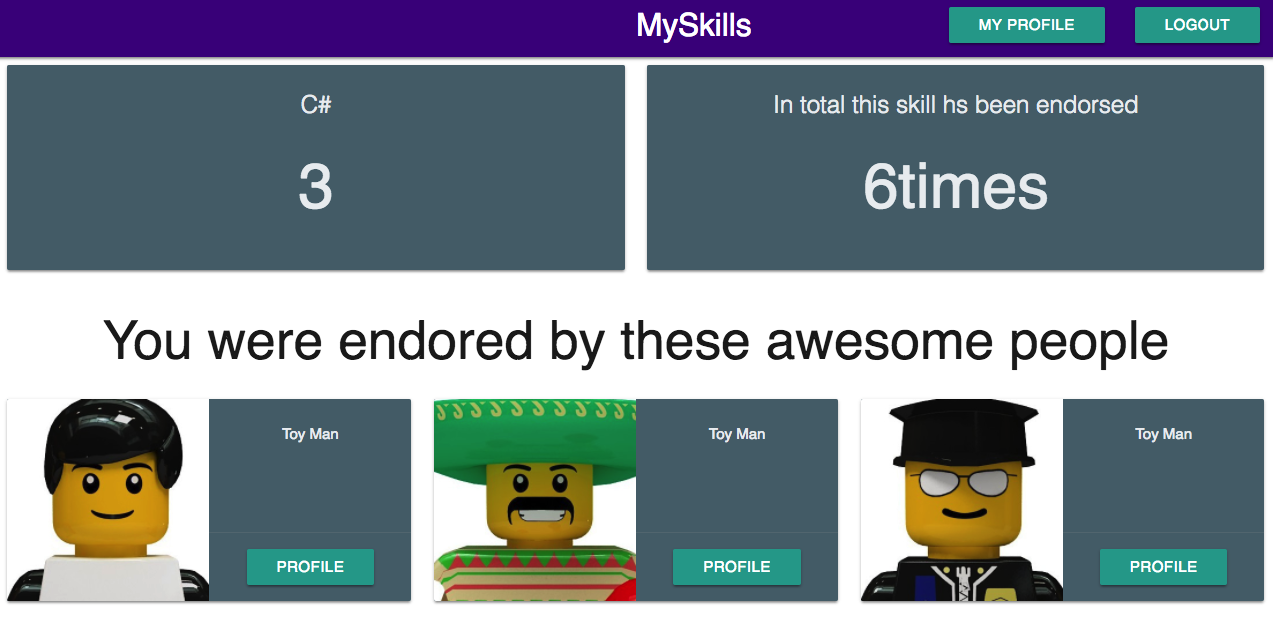 MySkills
MY PROFILE
LOGOUT
C#
3
In total this skill hs been endorsed
6times
You were endored by these awesome people
Toy Man
PROFILE
Toy Man
PROFILE
Toy Man
PROFILE